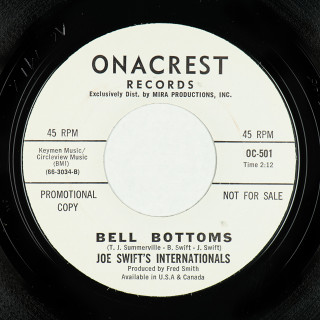 ONACREST
RECORDS
Exclusively Dist. by MIRA PRODUCTIONS, INC.
45 RPM
45 RPM
Keymen Music/
Circleview Music
(BMI)
(66-3034-B)
OC-501
Time 2:12
PROMOTIONAL
COPY
NOT FOR SALE
BELL BOTTOMS
(T. J. Summerville - B. Swift - J. Swift)
JOE SWIFT'S INTERNATIONALS
Produced by Fred Smith
Available in U.S.A & Canada